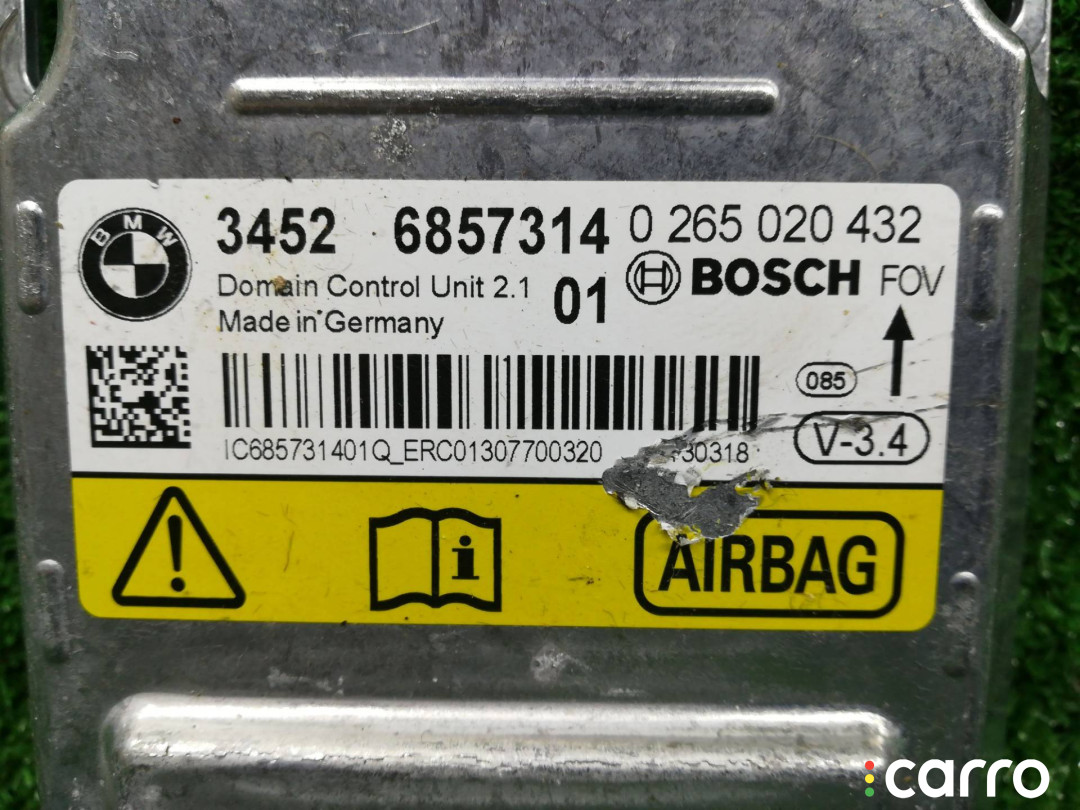 BMW
3452 6857314 0 265 020 432
Domain Control Unit 2.1 01 BOSCH FOV
Made in Germany
085
V-3.4
IC685731401Q_ERC01307700320 30318
i
AIRBAG
carro